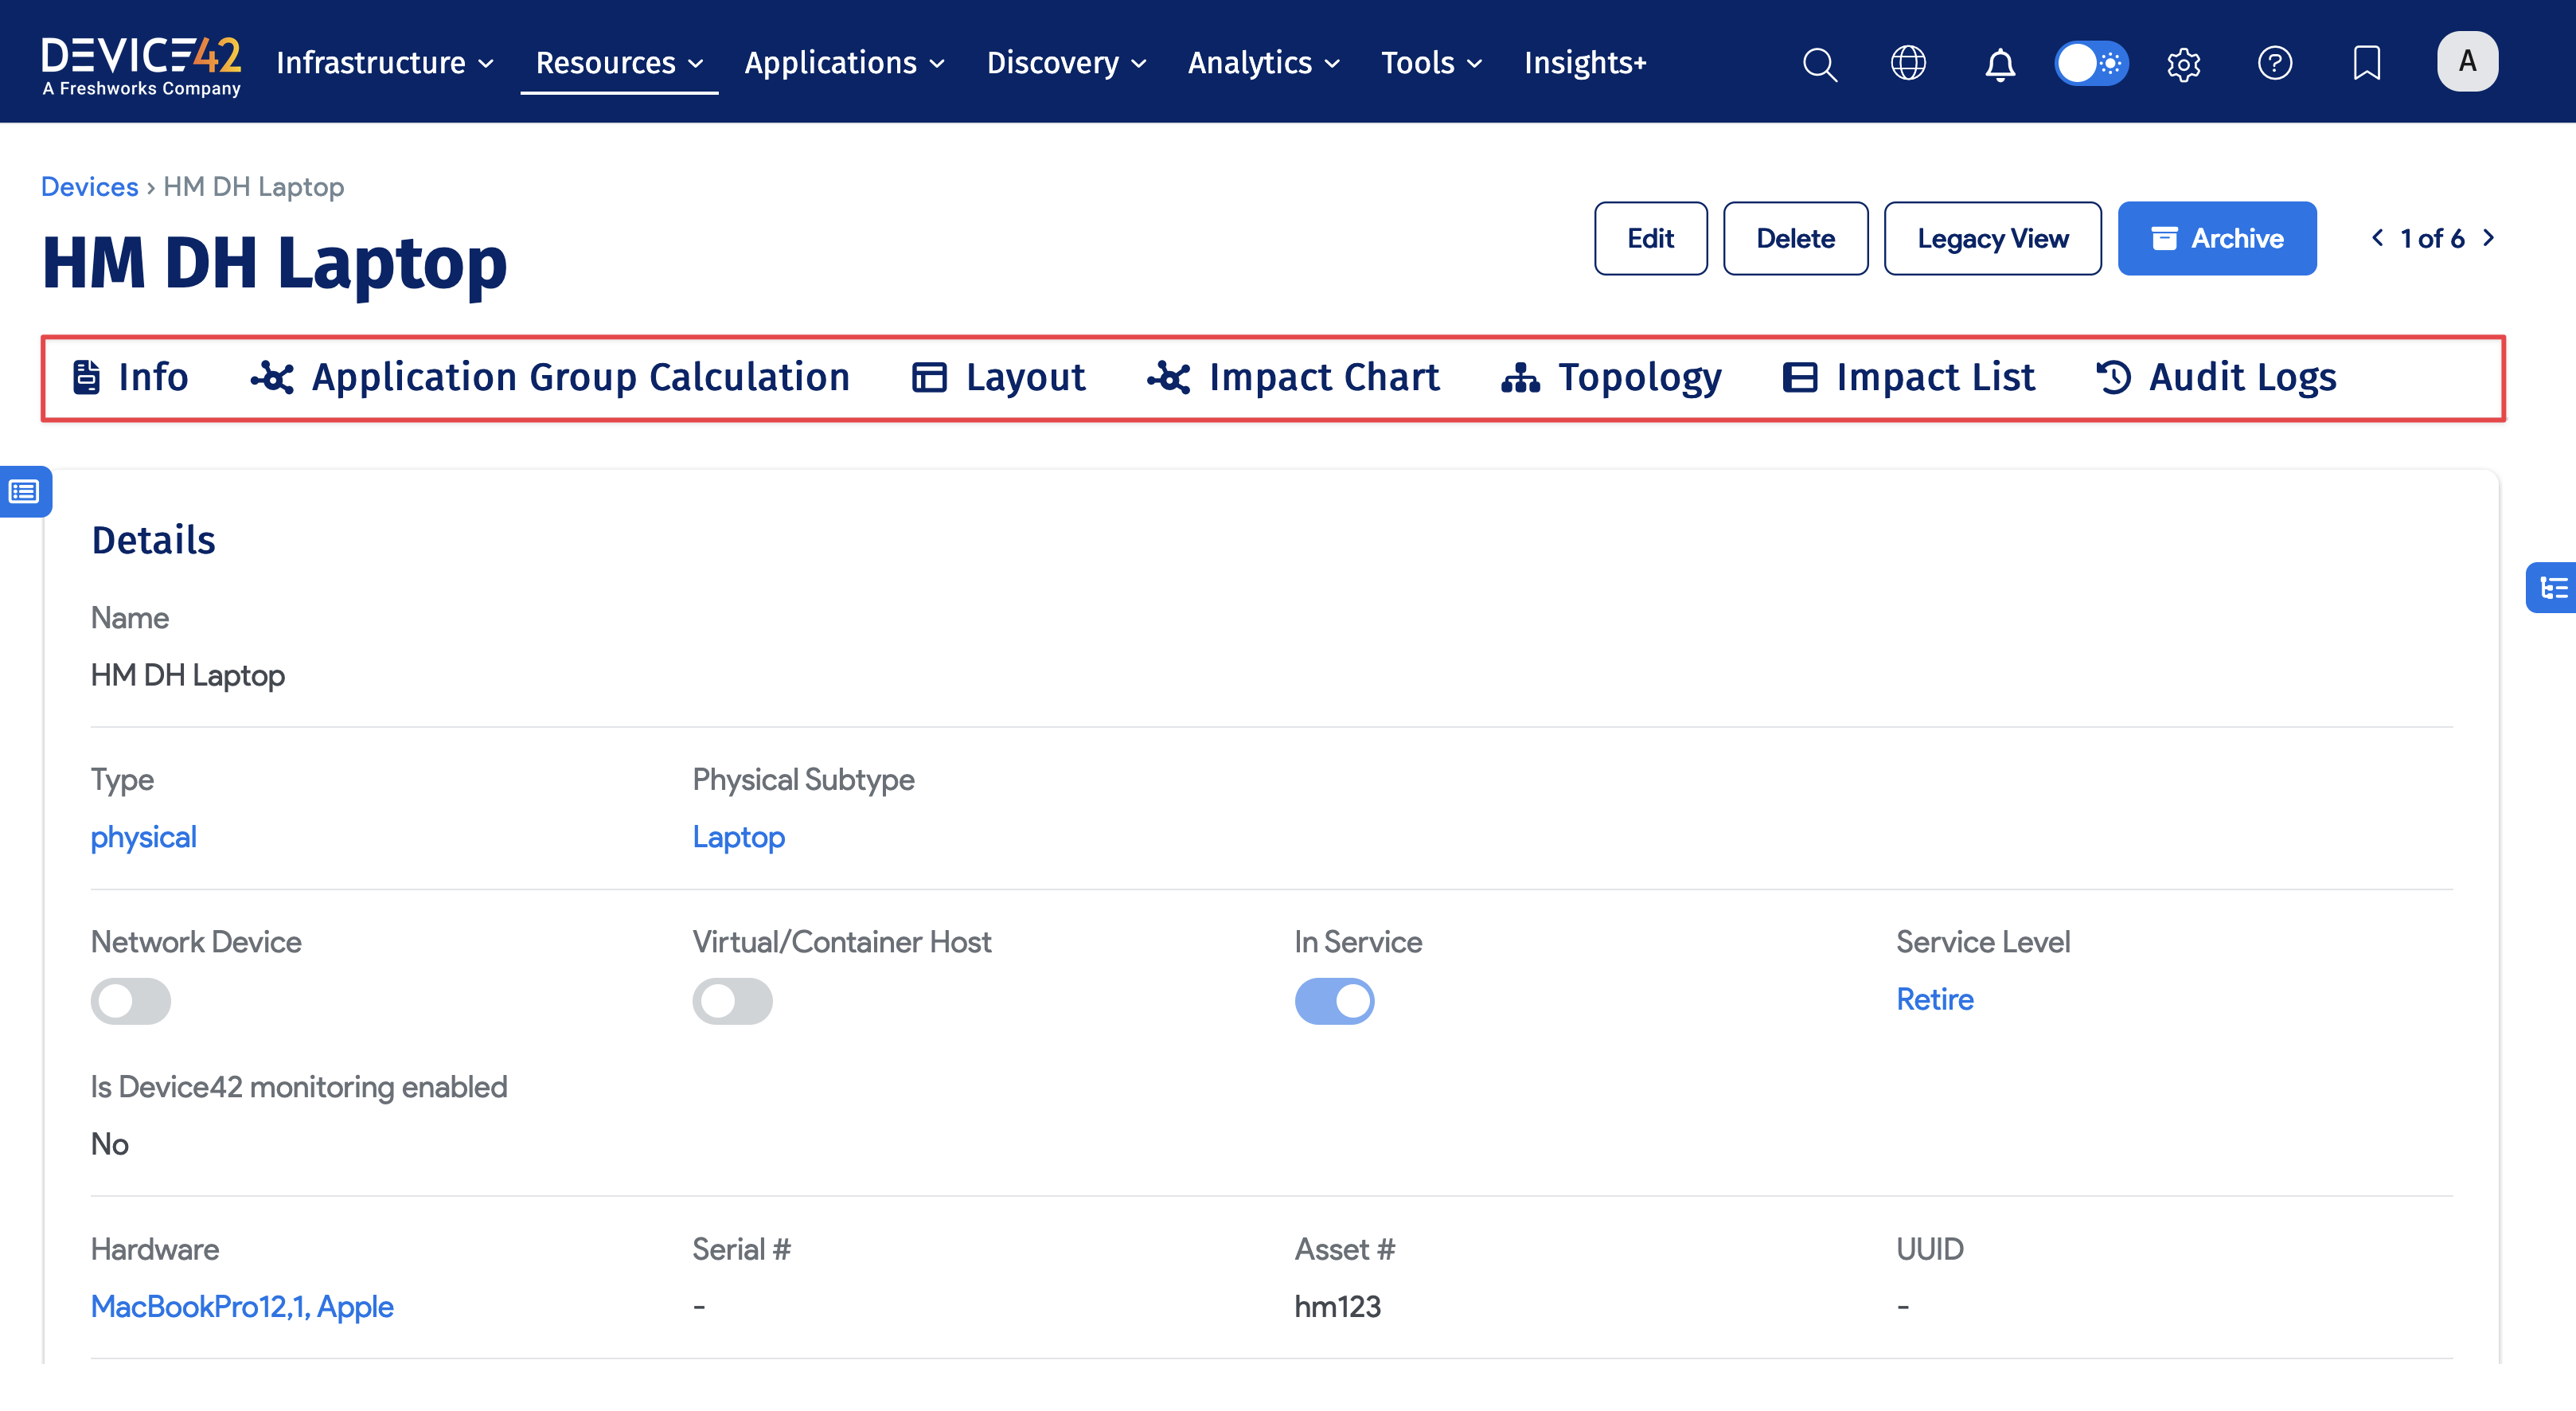 DEVICE42
A Freshworks Company
Infrastructure Resources Applications Discovery Analytics Tools Insights+
A
Devices › HM DH Laptop
HM DH Laptop
Edit Delete Legacy View Archive 1 of 6
Info Application Group Calculation Layout Impact Chart Topology Impact List Audit Logs
Details
Name
HM DH Laptop
Type Physical Subtype
physical Laptop
Network Device Virtual/Container Host In Service Service Level
Retire
Is Device42 monitoring enabled
No
Hardware Serial # Asset # UUID
MacBookPro12,1, Apple - hm123 -